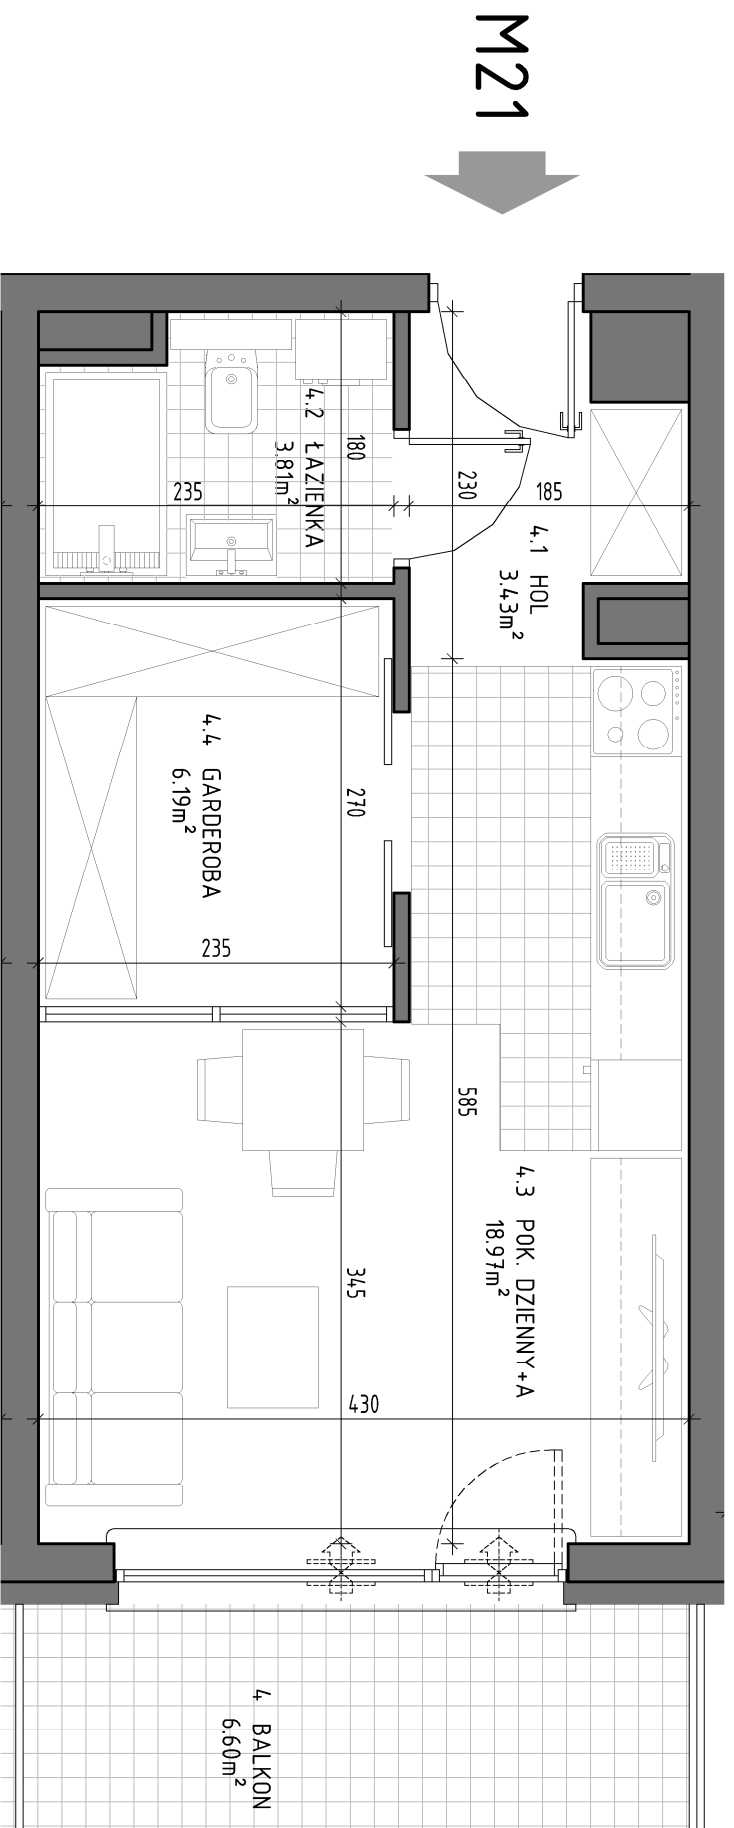 M21
4.2 ŁAZIENKA
3.81m²
180
235
230
185
4.1 HOL
3.43m²
4.4 GARDEROBA
6.19m²
270
235
585
4.3 POK. DZIENNY+A
18.97m²
345
430
4 BALKON
6.60m²